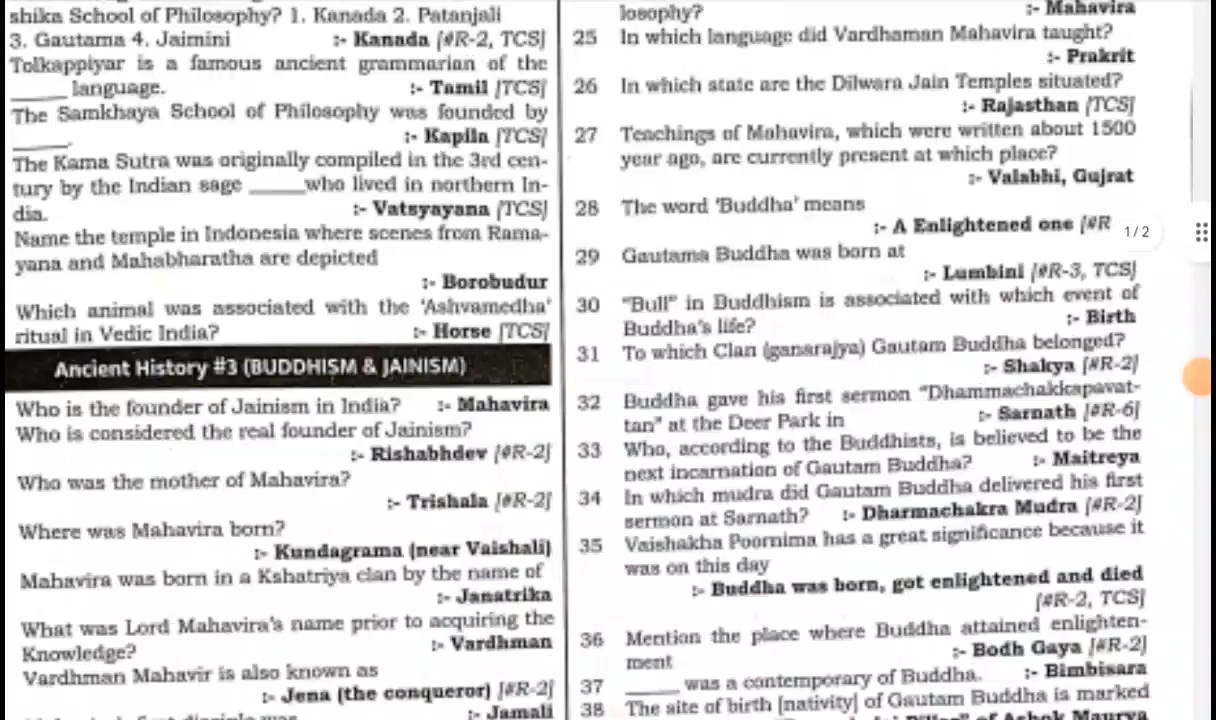 shika School of Philosophy? 1. Kanada 2. Patanjali
3. Gautama 4. Jaimini :- Kanada [#R-2, TCS]
Tolkappiyar is a famous ancient grammarian of the
_____ language. :- Tamil [TCS]
The Samkhaya School of Philosophy was founded by
_____. :- Kapila [TCS]
The Kama Sutra was originally compiled in the 3rd cen-
tury by the Indian sage _____who lived in northern In-
dia. :- Vatsyayana [TCS]
Name the temple in Indonesia where scenes from Rama-
yana and Mahabharatha are depicted
:- Borobudur
Which animal was associated with the 'Ashvamedha'
ritual in Vedic India? :- Horse [TCS]
Ancient History #3 (BUDDHISM & JAINISM)
Who is the founder of Jainism in India? :- Mahavira
Who is considered the real founder of Jainism?
:- Rishabhdev [#R-2]
Who was the mother of Mahavira?
:- Trishala [#R-2]
Where was Mahavira born?
:- Kundagrama (near Vaishali)
Mahavira was born in a Kshatriya clan by the name of
:- Janatrika
What was Lord Mahavira's name prior to acquiring the
Knowledge? :- Vardhman
Vardhman Mahavir is also known as
:- Jena (the conqueror) [#R-2]
:- Jamali
losophy? :- Mahavira
25 In which language did Vardhaman Mahavira taught?
:- Prakrit
26 In which state are the Dilwara Jain Temples situated?
:- Rajasthan [TCS]
27 Teachings of Mahavira, which were written about 1500
year ago, are currently present at which place?
:- Valabhi, Gujrat
28 The word 'Buddha' means
:- A Enlightened one [#R
1/2
29 Gautama Buddha was born at
:- Lumbini [#R-3, TCS]
30 "Bull" in Buddhism is associated with which event of
Buddha's life? :- Birth
31 To which Clan (ganarajya) Gautam Buddha belonged?
:- Shakya [#R-2]
32 Buddha gave his first sermon "Dhammachakkapavat-
tan" at the Deer Park in :- Sarnath [#R-6]
33 Who, according to the Buddhists, is believed to be the
next incarnation of Gautam Buddha? :- Maitreya
34 In which mudra did Gautam Buddha delivered his first
sermon at Sarnath? :- Dharmachakra Mudra [#R-2]
35 Vaishakha Poornima has a great significance because it
was on this day
:- Buddha was born, got enlightened and died
[#R-2, TCS]
36 Mention the place where Buddha attained enlighten-
ment :- Bodh Gaya [#R-2]
37 _____ was a contemporary of Buddha. :- Bimbisara
38 The site of birth [nativity] of Gautam Buddha is marked
of Ashok Maurya